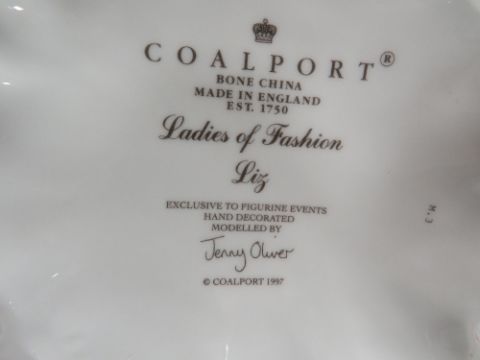 COALPORT®
BONE CHINA
MADE IN ENGLAND
EST. 1750
Ladies of Fashion
Liz
EXCLUSIVE TO FIGURINE EVENTS
HAND DECORATED
MODELLED BY
Jenny Oliver
© COALPORT 1997
M.3